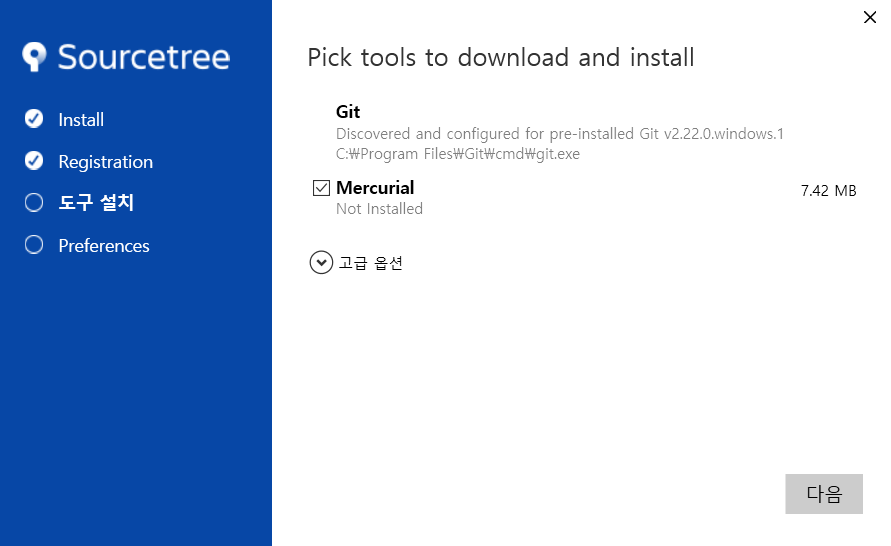 Sourcetree
Install
Registration
도구 설치
Preferences
Pick tools to download and install
Git
Discovered and configured for pre-installed Git v2.22.0.windows.1
C:₩Program Files₩Git₩cmd₩git.exe
Mercurial
7.42 MB
Not Installed
고급 옵션
다음